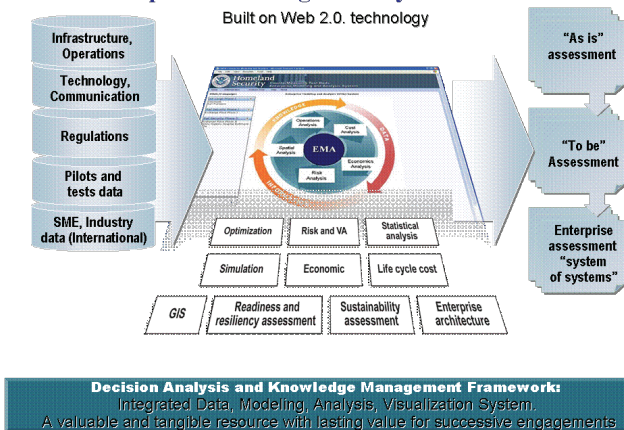 Built on Web 2.0. technology
Infrastructure,
Operations
Technology,
Communication
Regulations
Pilots and
tests data
SME, Industry
data (International)
Homeland
Security
KNOWLEDGE
DATA
Operations
Analysis
Cost
Analysis
Spatial
Analysis
EMA
Economics
Analysis
Risk
Analysis
Optimization
Risk and VA
Statistical
analysis
Simulation
Economic
Life cycle cost
GIS
Readiness and
resiliency assessment
Sustainability
assessment
Enterprise
architecture
“As is”
assessment
“To be”
Assessment
Enterprise
assessment
“system
of systems”
Decision Analysis and Knowledge Management Framework:
Integrated Data, Modeling, Analysis, Visualization System.
A valuable and tangible resource with lasting value for successive engagements